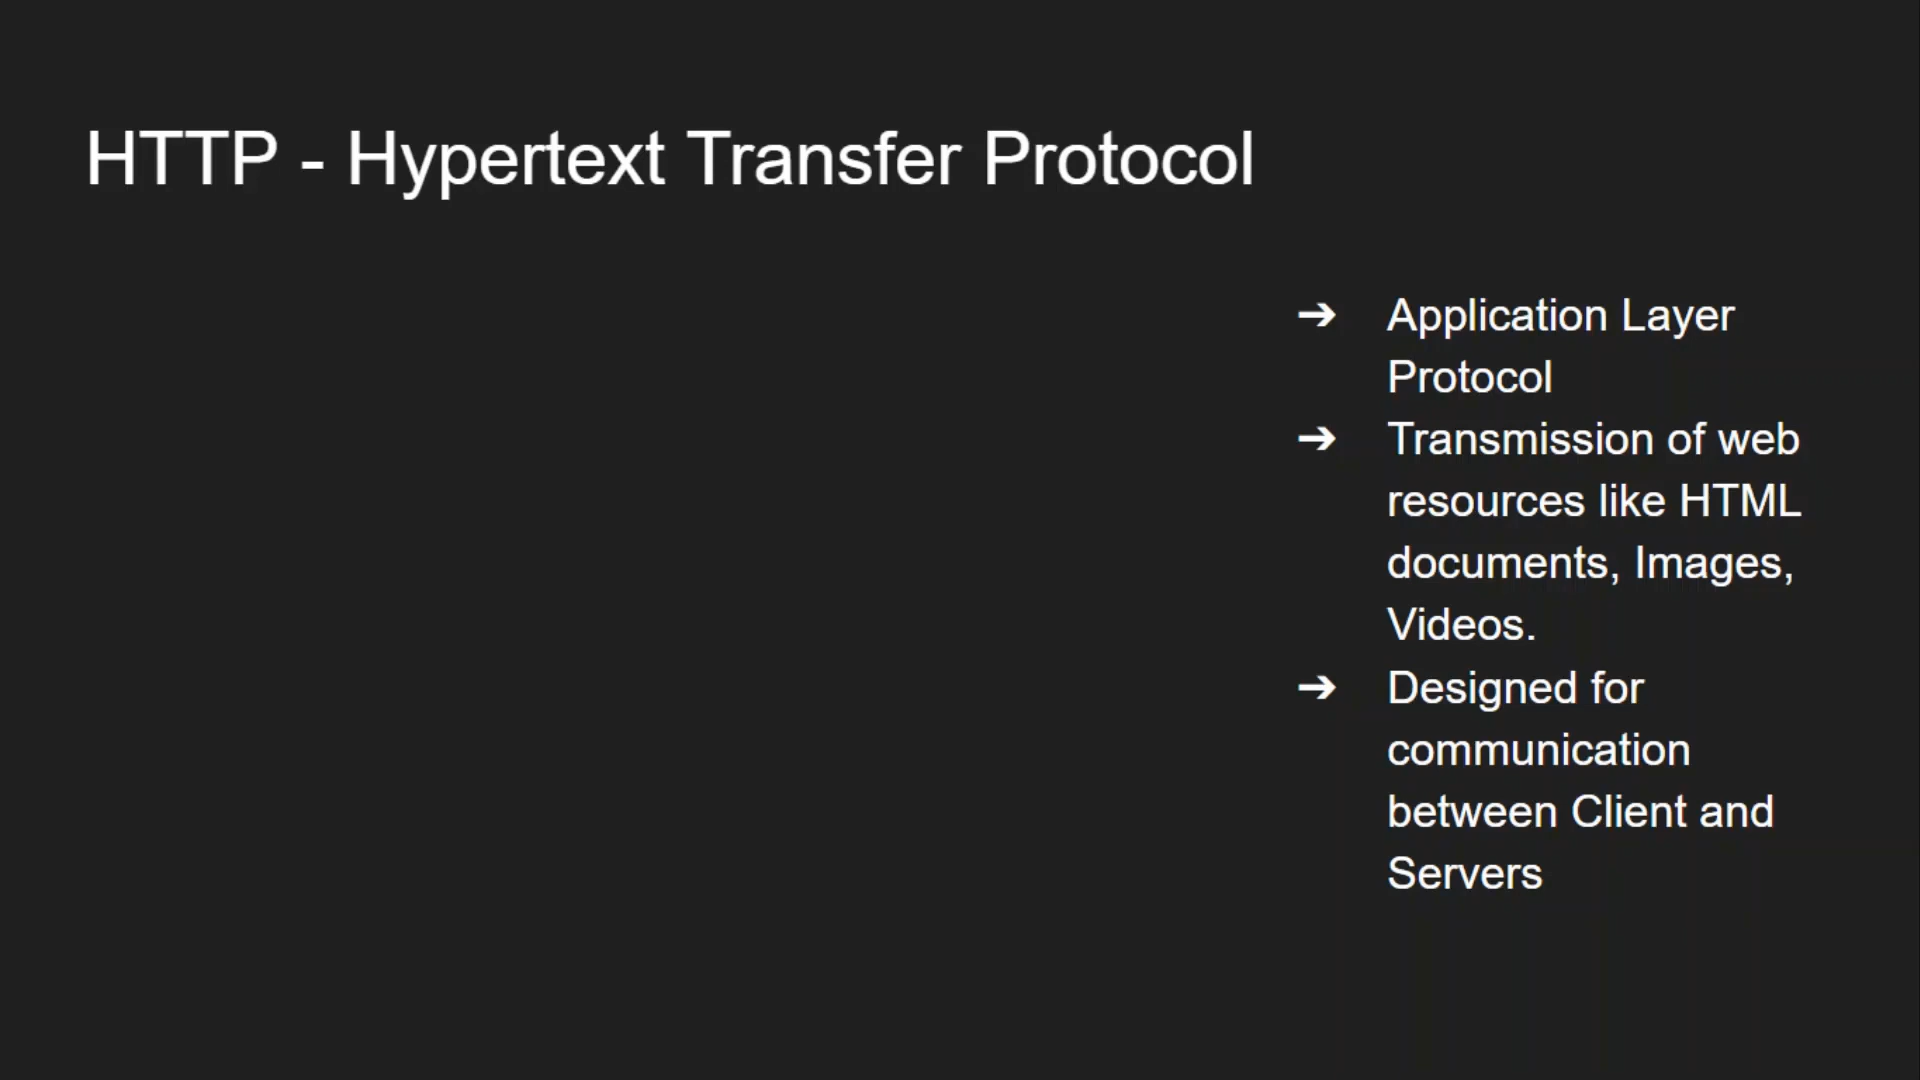 HTTP - Hypertext Transfer Protocol
➔ Application Layer
Protocol
➔ Transmission of web
resources like HTML
documents, Images,
Videos.
➔ Designed for
communication
between Client and
Servers